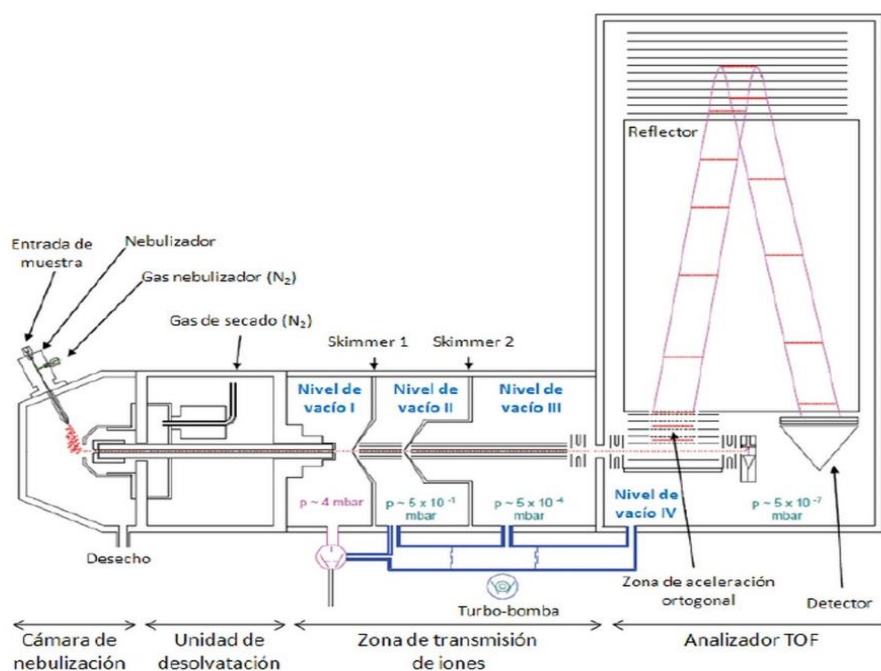 Reflector
Entrada de
muestra
Nebulizador
Gas nebulizador (N₂)
Gas de secado (N₂)
Skimmer 1
Skimmer 2
Nivel de
vacío I
Nivel de
vacío II
Nivel de
vacío III
p ~ 4 mbar
p ~ 5 x 10⁻¹
mbar
p ~ 5 x 10⁻⁴
mbar
Nivel de
vacío IV
p ~ 5 x 10⁻⁷
mbar
Desecho
Turbo-bomba
Zona de aceleración
ortogonal
Detector
Cámara de
nebulización
Unidad de
desolvatación
Zona de transmisión
de iones
Analizador TOF